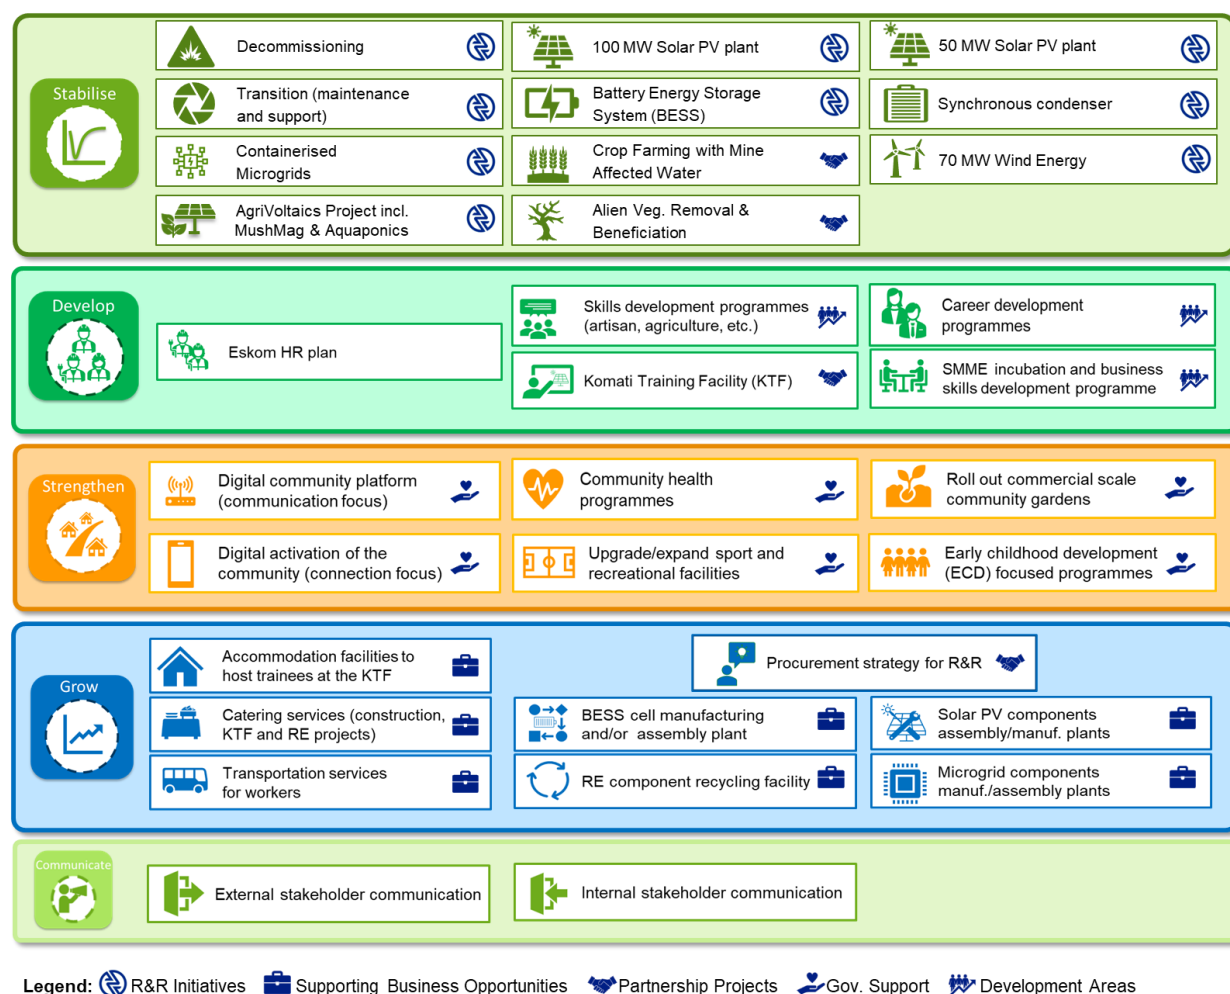 Stabilise
Decommissioning
100 MW Solar PV plant
50 MW Solar PV plant
Transition (maintenance
and support)
Battery Energy Storage
System (BESS)
Synchronous condenser
Containerised
Microgrids
Crop Farming with Mine
Affected Water
70 MW Wind Energy
AgriVoltaics Project incl.
MushMag & Aquaponics
Alien Veg. Removal &
Beneficiation
Develop
Eskom HR plan
Skills development programmes
(artisan, agriculture, etc.)
Career development
programmes
Komati Training Facility (KTF)
SMME incubation and business
skills development programme
Strengthen
Digital community platform
(communication focus)
Community health
programmes
Roll out commercial scale
community gardens
Digital activation of the
community (connection focus)
Upgrade/expand sport and
recreational facilities
Early childhood development
(ECD) focused programmes
Grow
Accommodation facilities to
host trainees at the KTF
Procurement strategy for R&R
Catering services (construction,
KTF and RE projects)
BESS cell manufacturing
and/or assembly plant
Solar PV components
assembly/manuf. plants
Transportation services
for workers
RE component recycling facility
Microgrid components
manuf./assembly plants
Communicate
External stakeholder communication
Internal stakeholder communication
Legend: R&R Initiatives Supporting Business Opportunities Partnership Projects Gov. Support Development Areas